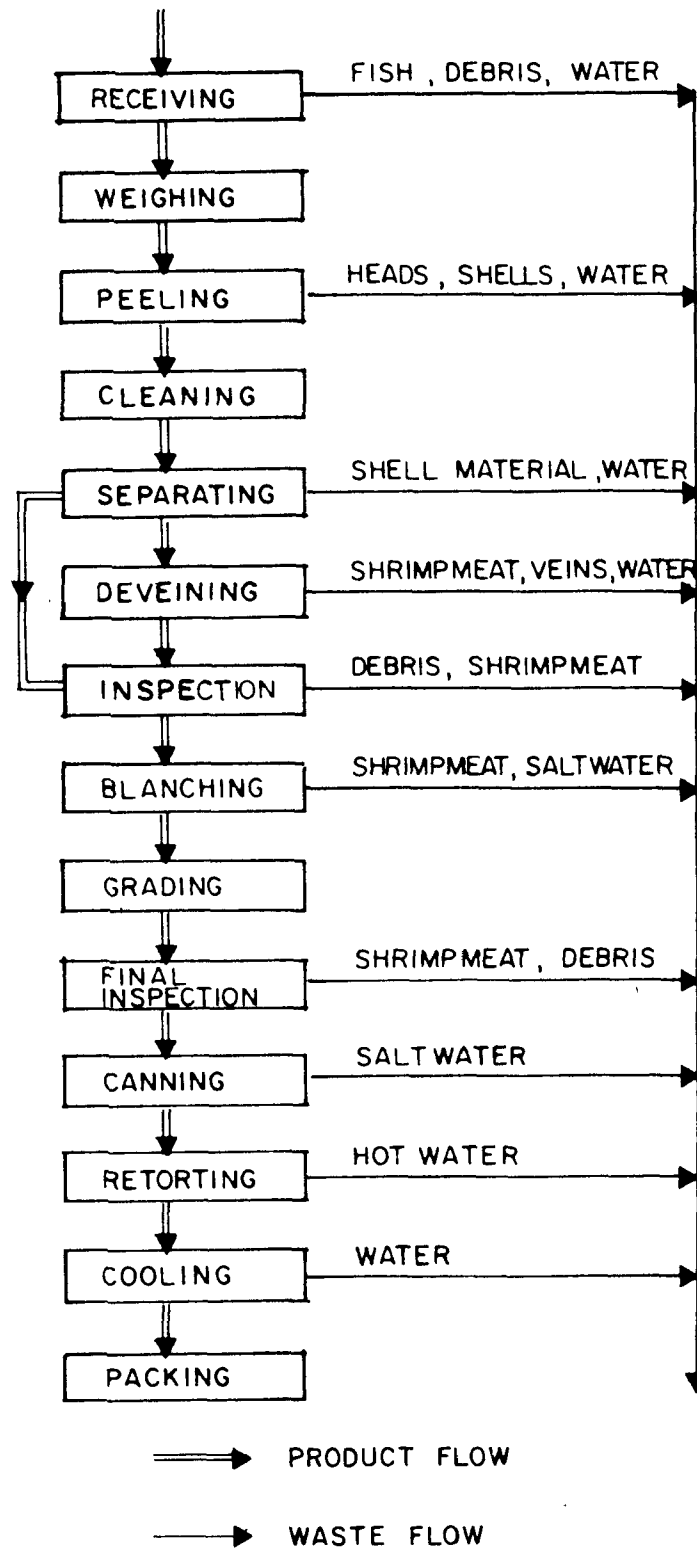 RECEIVING
FISH, DEBRIS, WATER
WEIGHING
PEELING
HEADS, SHELLS, WATER
CLEANING
SEPARATING
SHELL MATERIAL, WATER
DEVEINING
SHRIMPMEAT, VEINS, WATER
INSPECTION
DEBRIS, SHRIMPMEAT
BLANCHING
SHRIMPMEAT, SALTWATER
GRADING
FINAL
INSPECTION
SHRIMPMEAT, DEBRIS
CANNING
SALTWATER
RETORTING
HOT WATER
COOLING
WATER
PACKING
PRODUCT FLOW
WASTE FLOW